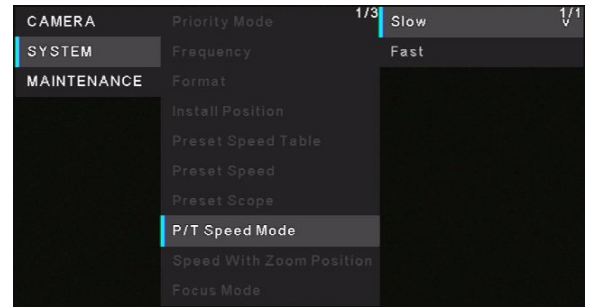 CAMERA
SYSTEM
MAINTENANCE
1/3
Priority Mode
Frequency
Format
Install Position
Preset Speed Table
Preset Speed
Preset Scope
P/T Speed Mode
Speed With Zoom Position
Focus Mode
1/1
Slow
Fast